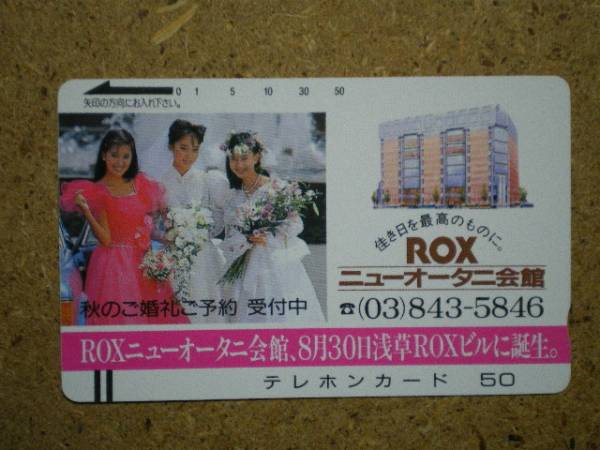 0 1 5 10 30 50
矢印の方向にお入れ下さい。
佳き日を最高のものに。
ROX
ニューオータニ会館
秋のご婚礼ご予約 受付中
☎(03)843-5846
ROXニューオータニ会館、8月30日浅草ROXビルに誕生。
テレホンカード 50